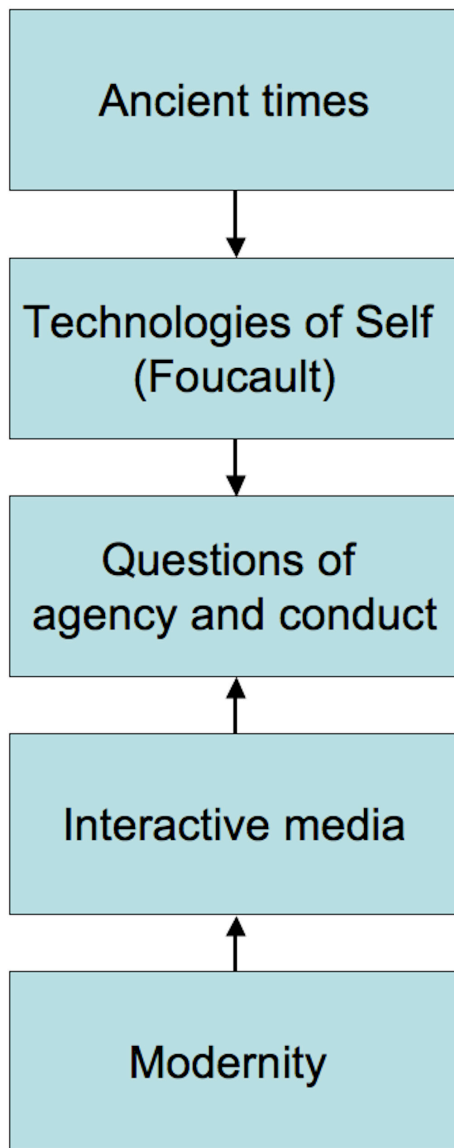 Ancient times
Technologies of Self
(Foucault)
Questions of
agency and conduct
Interactive media
Modernity